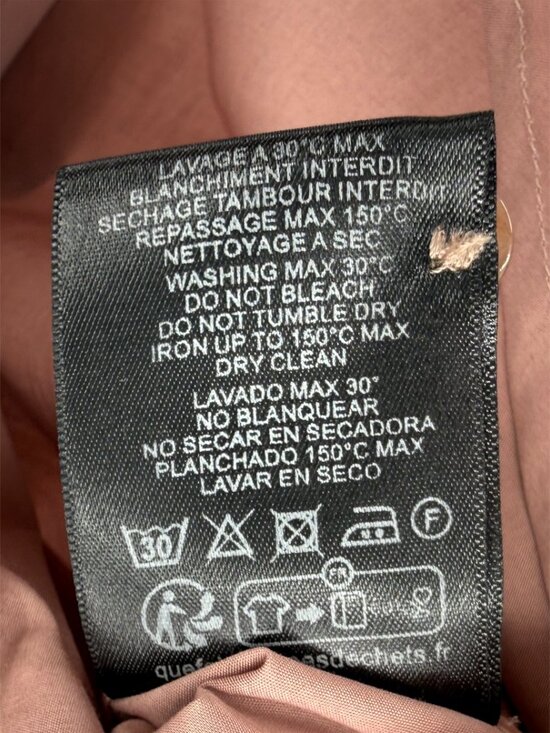 LAVAGE A 30°C MAX
BLANCHIMENT INTERDIT
SECHAGE TAMBOUR INTERDIT
REPASSAGE MAX 150°C
NETTOYAGE A SEC
WASHING MAX 30°C
DO NOT BLEACH
DO NOT TUMBLE DRY
IRON UP TO 150°C MAX
DRY CLEAN
LAVADO MAX 30°
NO BLANQUEAR
NO SECAR EN SECADORA
PLANCHADO 150°C MAX
LAVAR EN SECO
30
F
FR